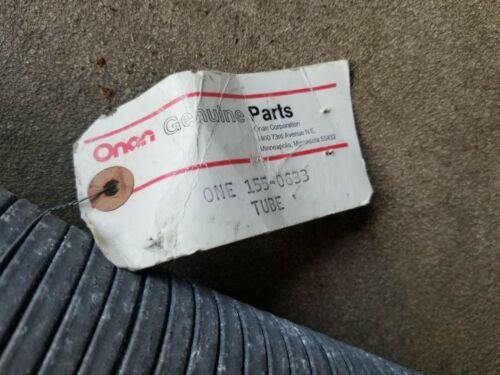 Onan Genuine Parts
Onan Corporation
1400 73rd Avenue N.E.
Minneapolis, Minnesota 55432
ONE 155-0633
TUBE